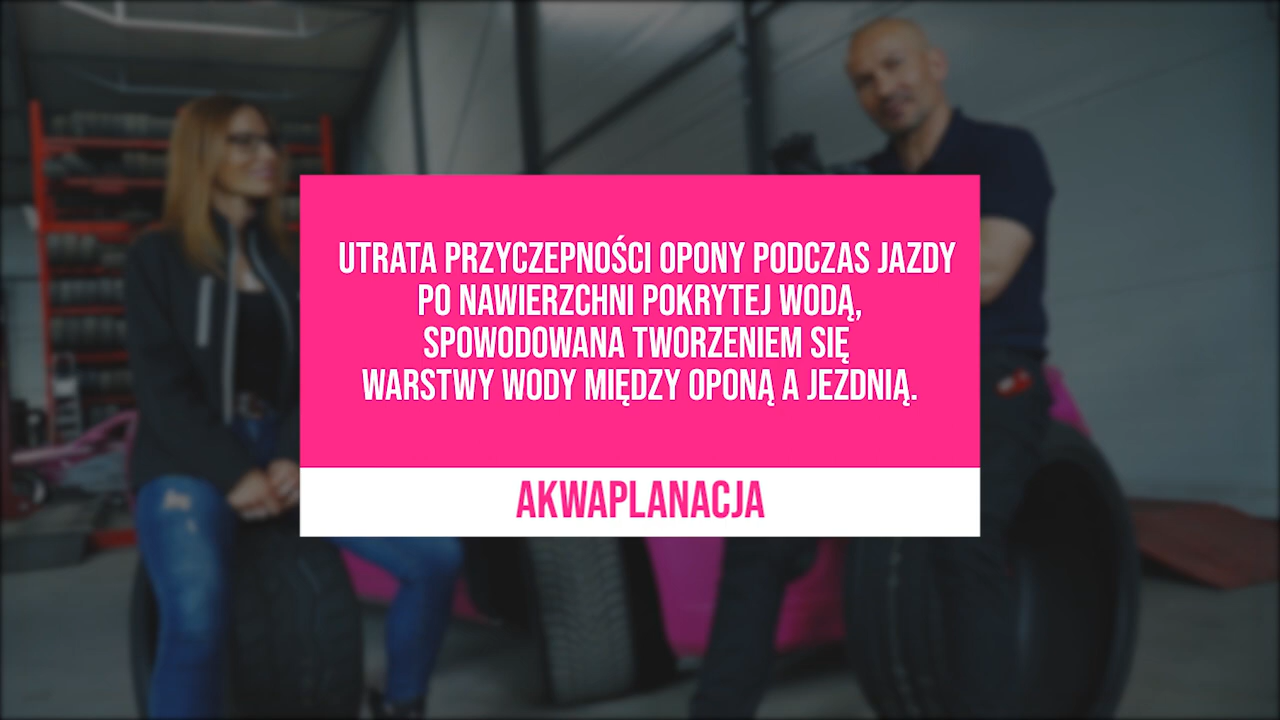 UTRATA PRZYCZEPNOŚCI OPONY PODCZAS JAZDY
PO NAWIERZCHNI POKRYTEJ WODĄ,
SPOWODOWANA TWORZENIEM SIĘ
WARSTWY WODY MIĘDZY OPONĄ A JEZDNIĄ.
AKWAPLANACJA